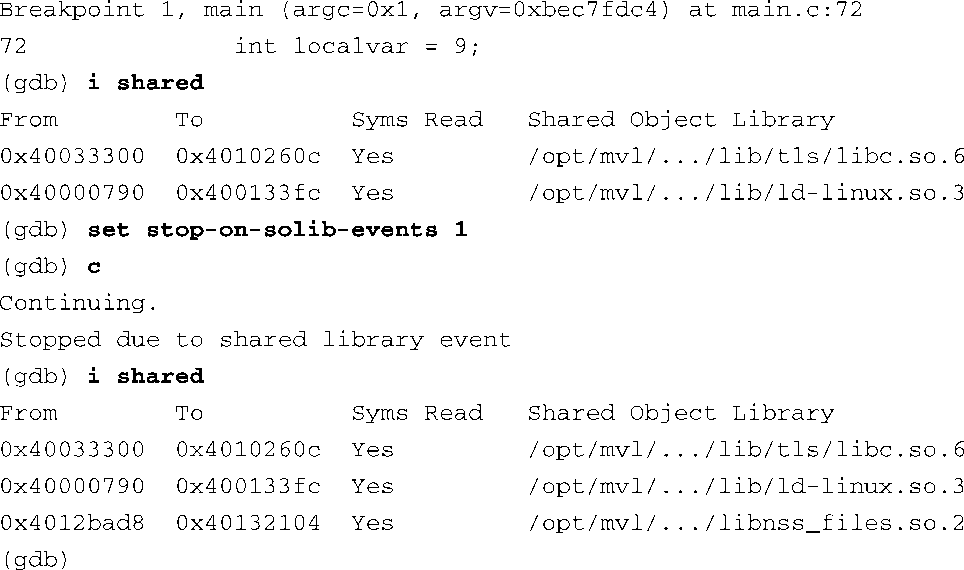 Breakpoint 1, main (argc=0x1, argv=0xbec7fdc4) at main.c:72
72 int localvar = 9;
(gdb) i shared
From To Syms Read Shared Object Library
0x40033300 0x4010260c Yes /opt/mvl/.../lib/tls/libc.so.6
0x40000790 0x400133fc Yes /opt/mvl/.../lib/ld-linux.so.3
(gdb) set stop-on-solib-events 1
(gdb) c
Continuing.
Stopped due to shared library event
(gdb) i shared
From To Syms Read Shared Object Library
0x40033300 0x4010260c Yes /opt/mvl/.../lib/tls/libc.so.6
0x40000790 0x400133fc Yes /opt/mvl/.../lib/ld-linux.so.3
0x4012bad8 0x40132104 Yes /opt/mvl/.../libnss_files.so.2
(gdb)